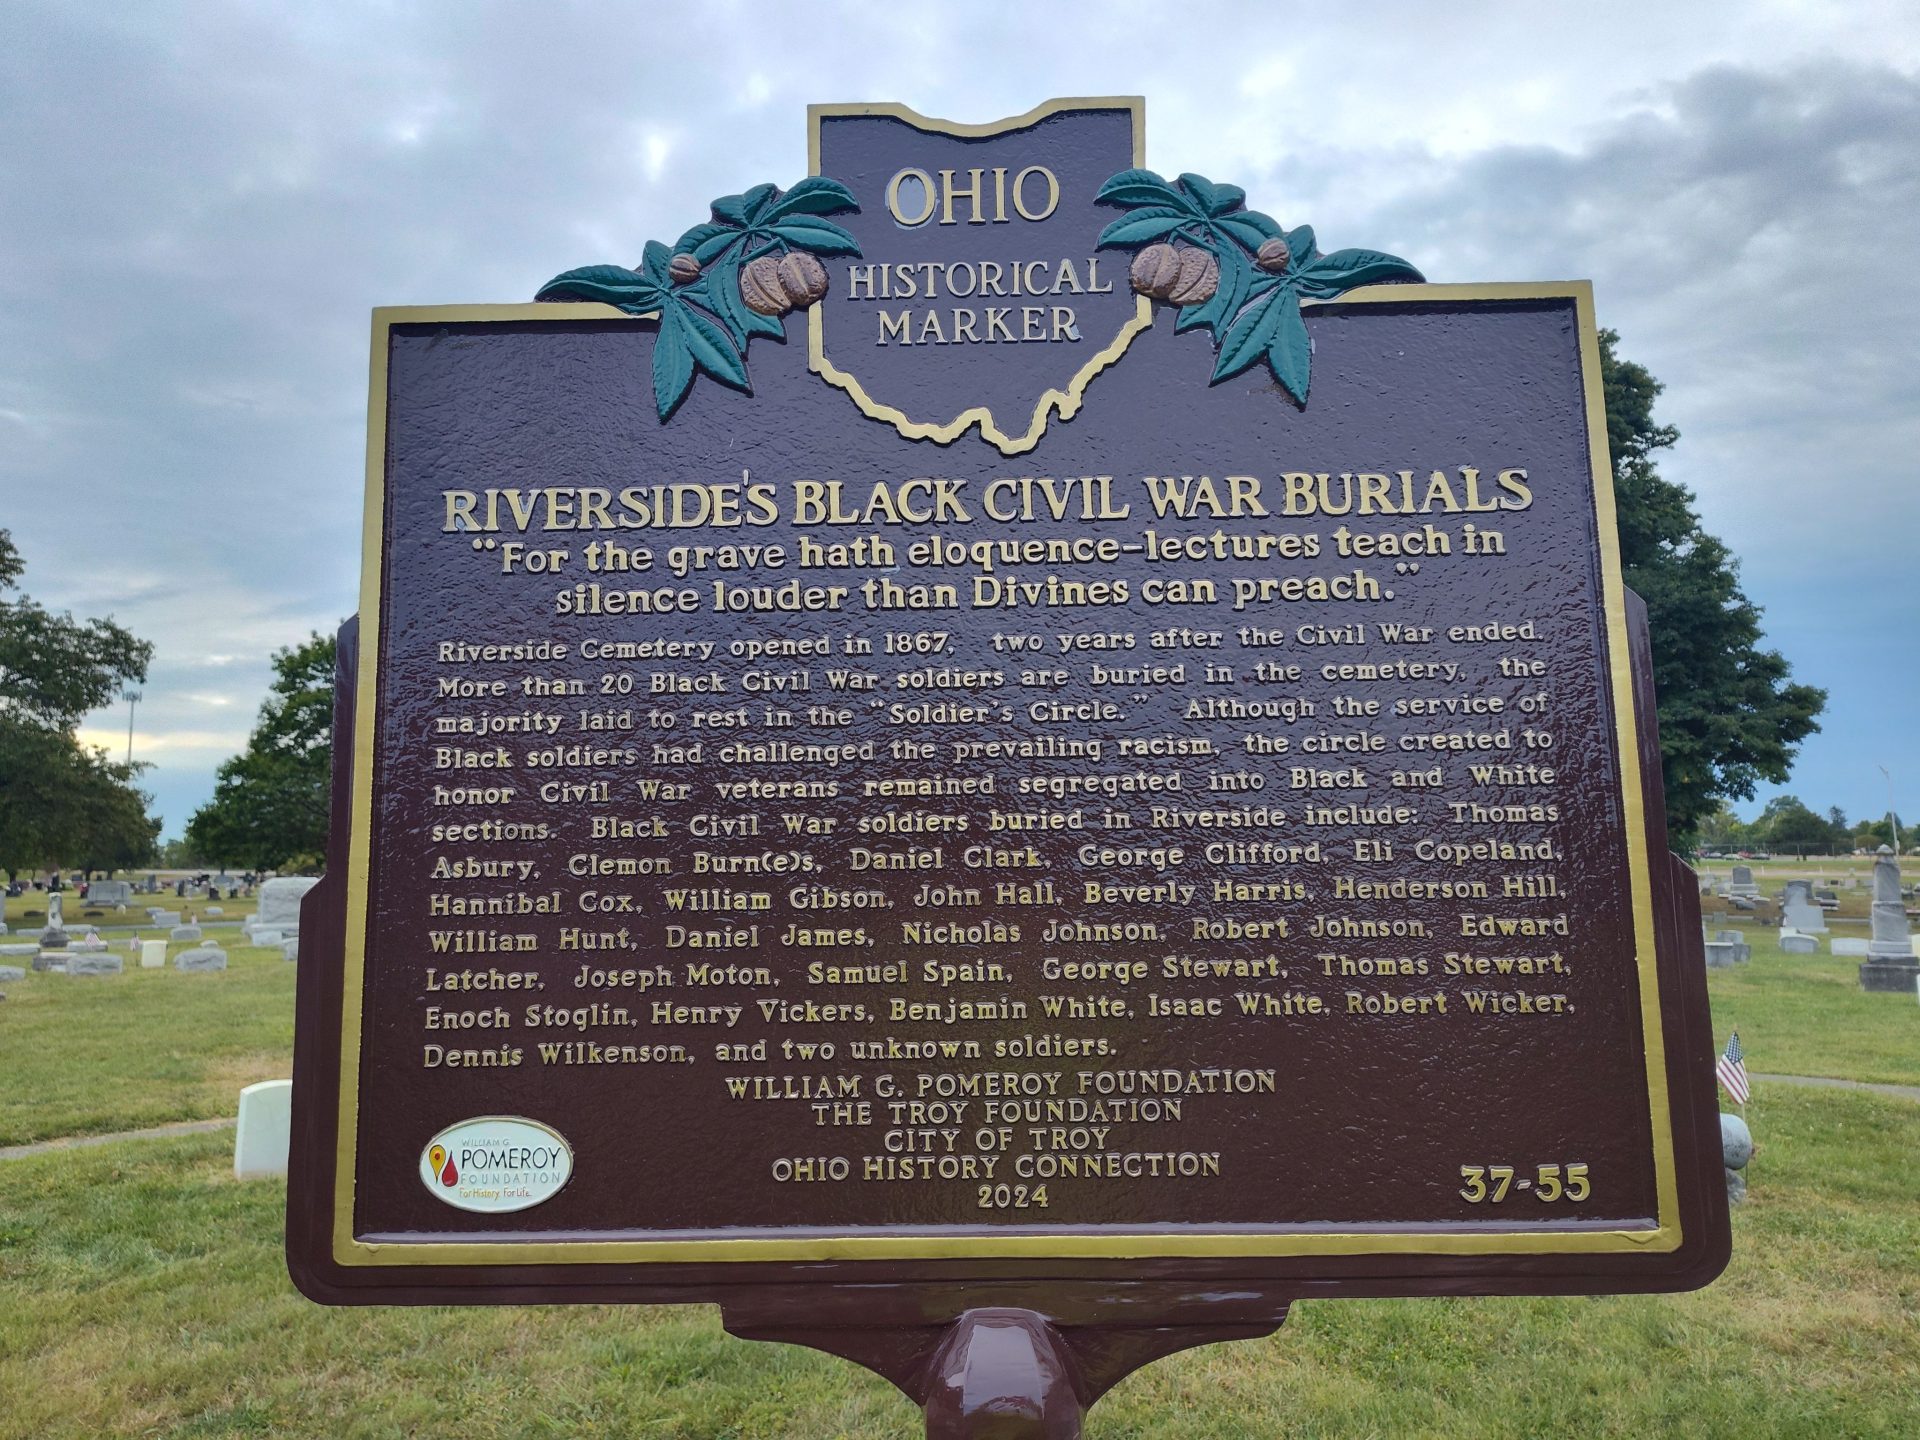 OHIO
HISTORICAL
MARKER
RIVERSIDE'S BLACK CIVIL WAR BURIALS
"For the grave hath eloquence-lectures teach in
silence louder than Divines can preach."
Riverside Cemetery opened in 1867, two years after the Civil War ended.
More than 20 Black Civil War soldiers are buried in the cemetery, the
majority laid to rest in the "Soldier's Circle." Although the service of
Black soldiers had challenged the prevailing racism, the circle created to
honor Civil War veterans remained segregated into Black and White
sections. Black Civil War soldiers buried in Riverside include: Thomas
Asbury, Clemon Burn(e)s, Daniel Clark, George Clifford, Eli Copeland,
Hannibal Cox, William Gibson, John Hall, Beverly Harris, Henderson Hill,
William Hunt, Daniel James, Nicholas Johnson, Robert Johnson, Edward
Latcher, Joseph Moton, Samuel Spain, George Stewart, Thomas Stewart,
Enoch Stoglin, Henry Vickers, Benjamin White, Isaac White, Robert Wicker,
Dennis Wilkenson, and two unknown soldiers.
WILLIAM G. POMEROY FOUNDATION
THE TROY FOUNDATION
CITY OF TROY
OHIO HISTORY CONNECTION
2024
37-55
WILLIAM G.
POMEROY
FOUNDATION
For History. For Life.